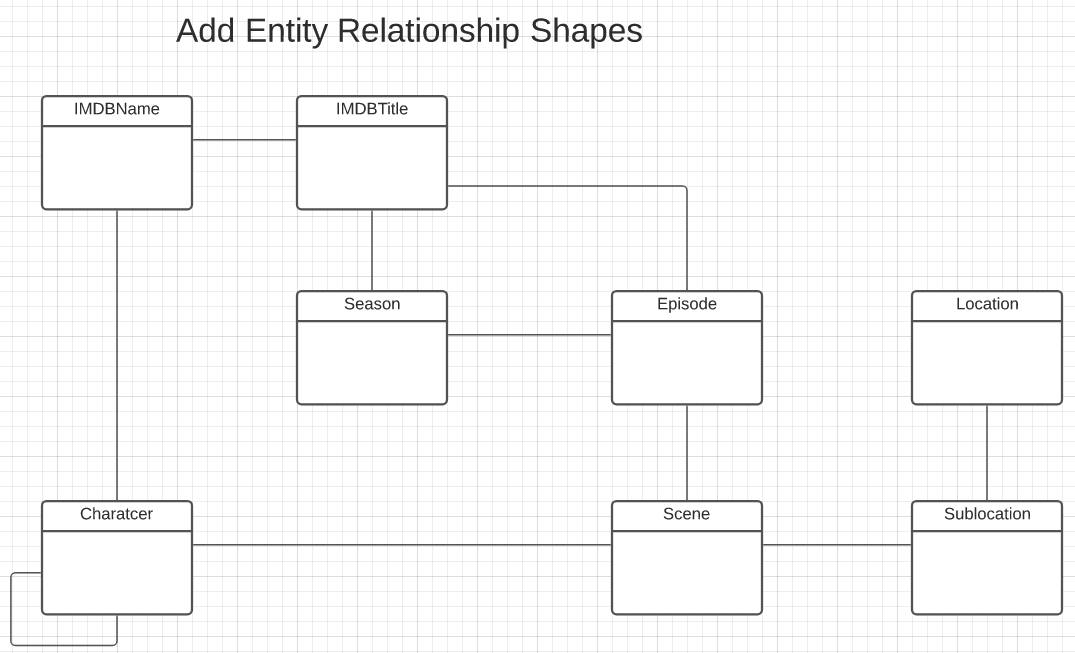 Add Entity Relationship Shapes
IMDBName
IMDBTitle
Season
Episode
Location
Charatcer
Scene
Sublocation